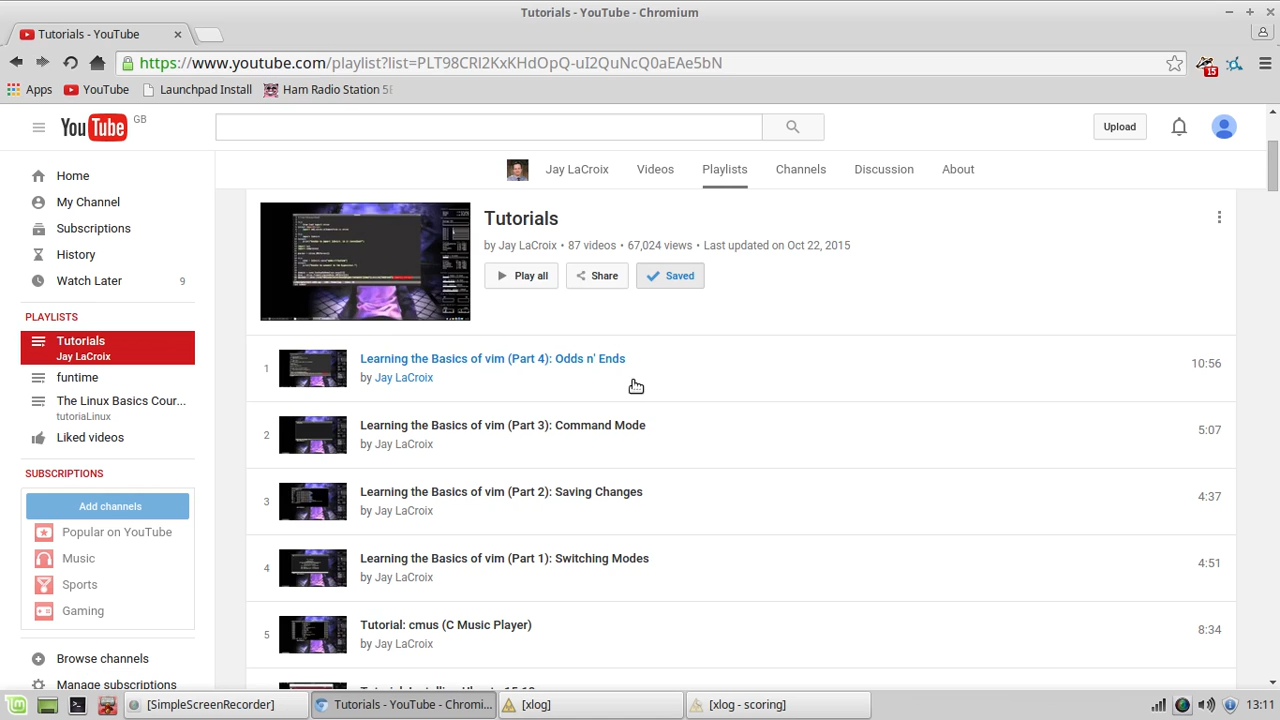 Tutorials - YouTube - Chromium
Tutorials - YouTube
https://www.youtube.com/playlist?list=PLT98CRl2KxKHdOpQ-uI2QuNcQ0aEAe5bN
15
Apps YouTube Launchpad Install Ham Radio Station
YouTube GB
Upload
Jay LaCroix Videos Playlists Channels Discussion About
Home
My Channel
Subscriptions
History
Watch Later
PLAYLISTS
Tutorials
Jay LaCroix
funtime
The Linux Basics Cour...
tutoriaLinux
Liked videos
SUBSCRIPTIONS
Add channels
Popular on YouTube
Music
Sports
Gaming
Browse channels
Manage subscriptions
Tutorials
Jay LaCroix • 87 videos • 67,024 views • Last updated on Oct 22, 2015
Play all Share Saved
1 Learning the Basics of vim (Part 4): Odds n' Ends 10:56
by Jay LaCroix
2 Learning the Basics of vim (Part 3): Command Mode 5:07
by Jay LaCroix
3 Learning the Basics of vim (Part 2): Saving Changes 4:37
by Jay LaCroix
4 Learning the Basics of vim (Part 1): Switching Modes 4:51
by Jay LaCroix
5 Tutorial: cmus (C Music Player) 8:34
by Jay LaCroix
[SimpleScreenRecorder] Tutorials - YouTube - Chromi [xlog] [xlog - scoring] 13:11